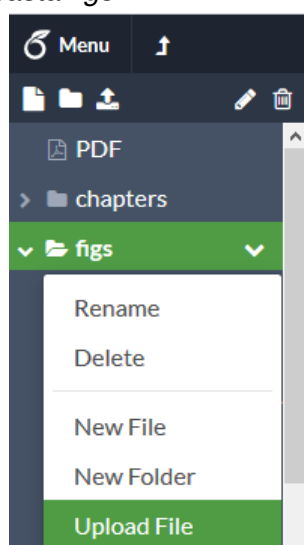 Menu
PDF
chapters
figs
Rename
Delete
New File
New Folder
Upload File